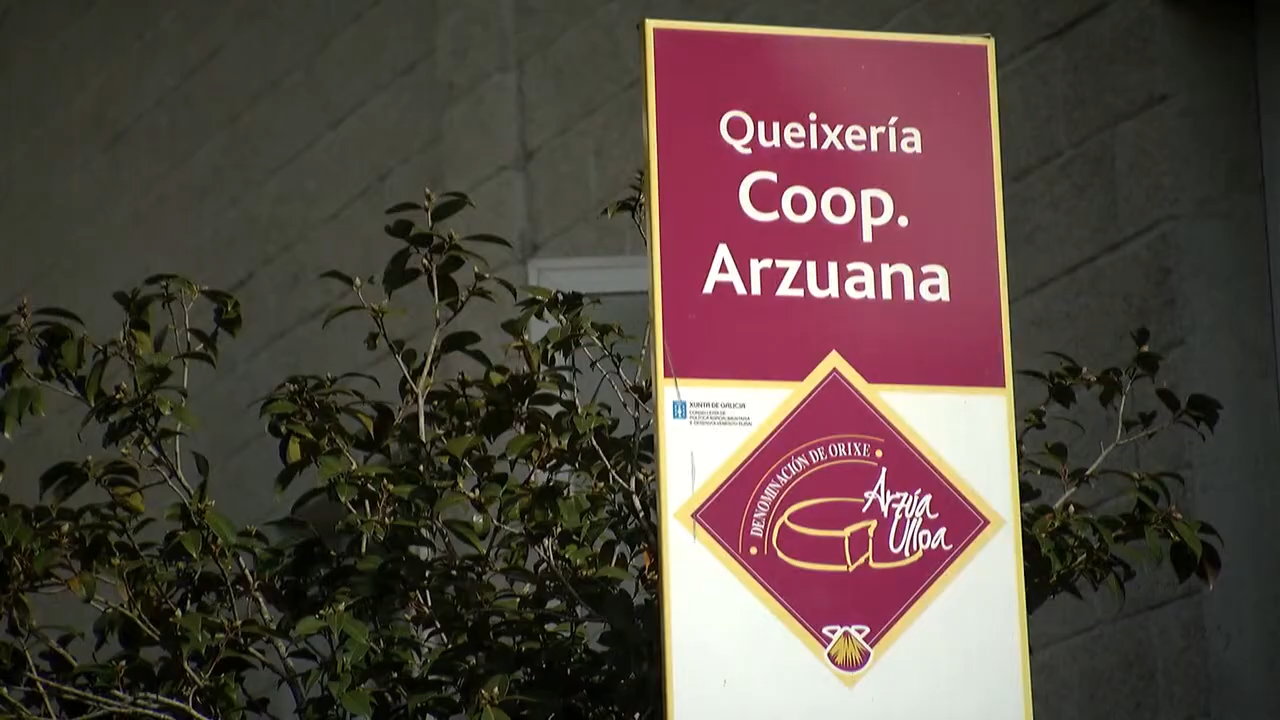 Queixería
Coop.
Arzuana
XUNTA DE GALICIA
DENOMINACIÓN DE ORIXE
Arzúa
Ulloa